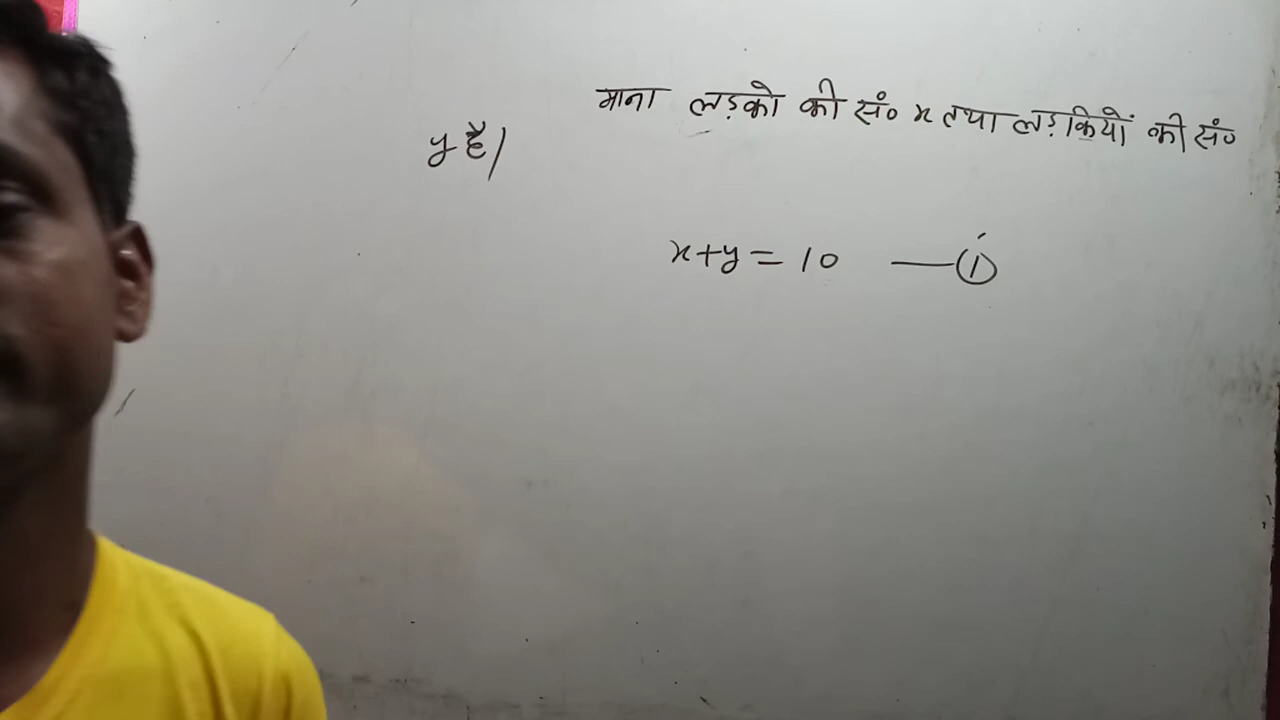 माना लड़को की सं० x तथा लड़कियों की सं०
y है।
x+y = 10 —①